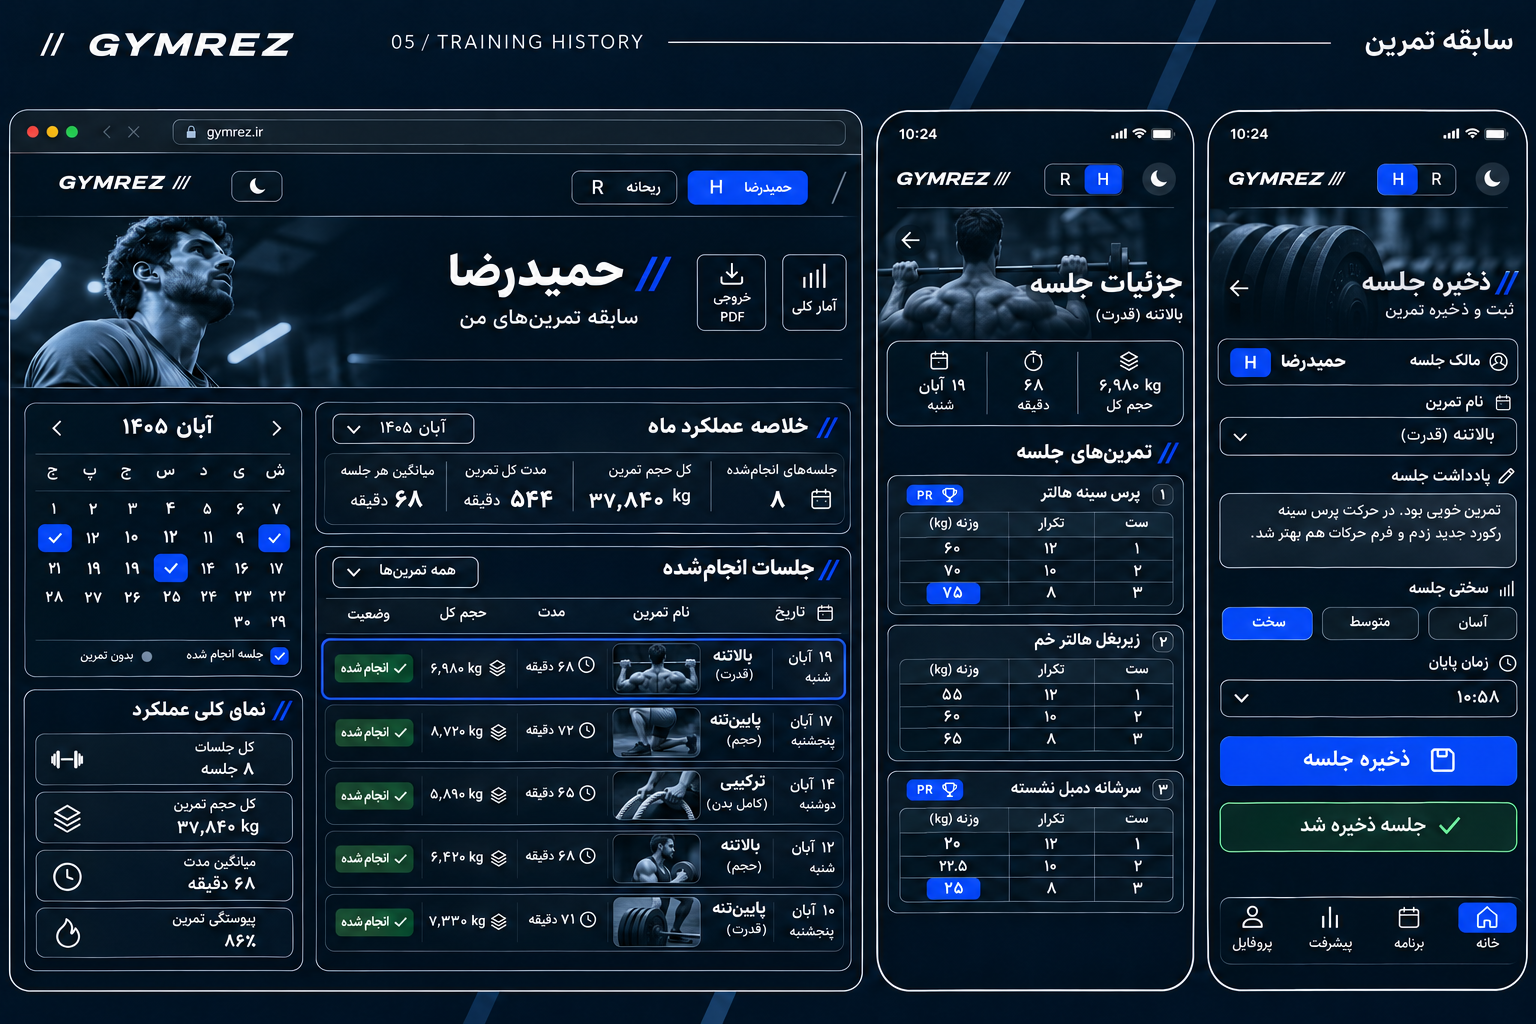 // GYMREZ
05 / TRAINING HISTORY
سابقه تمرین
gymrez.ir
GYMREZ ///
حمیدرضا H
ریحانه R
// حمیدرضا
سابقه تمرین‌های من
آمار کلی
خروجی
PDF
آبان ۱۴۰۵
ش ی د س ج پ ج
۷ ۶ ۵ ۴ ۳ ۲ ۱
۹ ۱۱ ۱۲ ۱۰ ۱۲
۱۷ ۱۶ ۱۴ ۱۹ ۱۹ ۲۱
۲۲ ۲۳ ۲۴ ۲۵ ۲۶ ۲۷ ۲۸
۲۹ ۳۰
جلسه انجام شده
بدون تمرین
// نمای کلی عملکرد
کل جلسات
۸ جلسه
کل حجم تمرین
۳۷,۸۴۰ kg
میانگین مدت
۶۸ دقیقه
پیوستگی تمرین
۸۶٪
// خلاصه عملکرد ماه
آبان ۱۴۰۵
جلسه‌های انجام‌شده
۸
کل حجم تمرین
۳۷,۸۴۰ kg
مدت کل تمرین
۵۴۴ دقیقه
میانگین هر جلسه
۶۸ دقیقه
// جلسات انجام‌شده
همه تمرین‌ها
تاریخ نام تمرین مدت حجم کل وضعیت
۱۹ آبان بالاتنه ۶۸ دقیقه ۶,۹۸۰ kg انجام‌شده
شنبه (قدرت)
۱۷ آبان پایین‌تنه ۷۲ دقیقه ۸,۷۲۰ kg انجام‌شده
پنجشنبه (حجم)
۱۴ آبان ترکیبی ۶۵ دقیقه ۵,۸۹۰ kg انجام‌شده
دوشنبه (کامل بدن)
۱۲ آبان بالاتنه ۶۸ دقیقه ۶,۴۲۰ kg انجام‌شده
شنبه (حجم)
۱۰ آبان پایین‌تنه ۷۱ دقیقه ۷,۳۳۰ kg انجام‌شده
پنجشنبه (قدرت)
10:24
GYMREZ ///
R H
جزئیات جلسه
بالاتنه (قدرت)
۶,۹۸۰ kg
حجم کل
۶۸
دقیقه
۱۹ آبان
شنبه
// تمرین‌های جلسه
۱ پرس سینه هالتر PR
ست تکرار وزنه (kg)
۱ ۱۲ ۶۰
۲ ۱۰ ۷۰
۳ ۸ ۷۵
۲ زیربغل هالتر خم
ست تکرار وزنه (kg)
۱ ۱۲ ۵۵
۲ ۱۰ ۶۰
۳ ۸ ۶۵
۳ سرشانه دمبل نشسته PR
ست تکرار وزنه (kg)
۱ ۱۲ ۲۰
۲ ۱۰ ۲۲.۵
۳ ۸ ۲۵
10:24
GYMREZ ///
H R
// ذخیره جلسه
ثبت و ذخیره تمرین
مالک جلسه حمیدرضا H
نام تمرین
بالاتنه (قدرت)
یادداشت جلسه
تمرین خوبی بود. در حرکت پرس سینه
رکورد جدید زدم و فرم حرکات هم بهتر شد.
سختی جلسه
آسان متوسط سخت
زمان پایان
۱۰:۵۸
ذخیره جلسه
جلسه ذخیره شد
خانه برنامه پیشرفت پروفایل